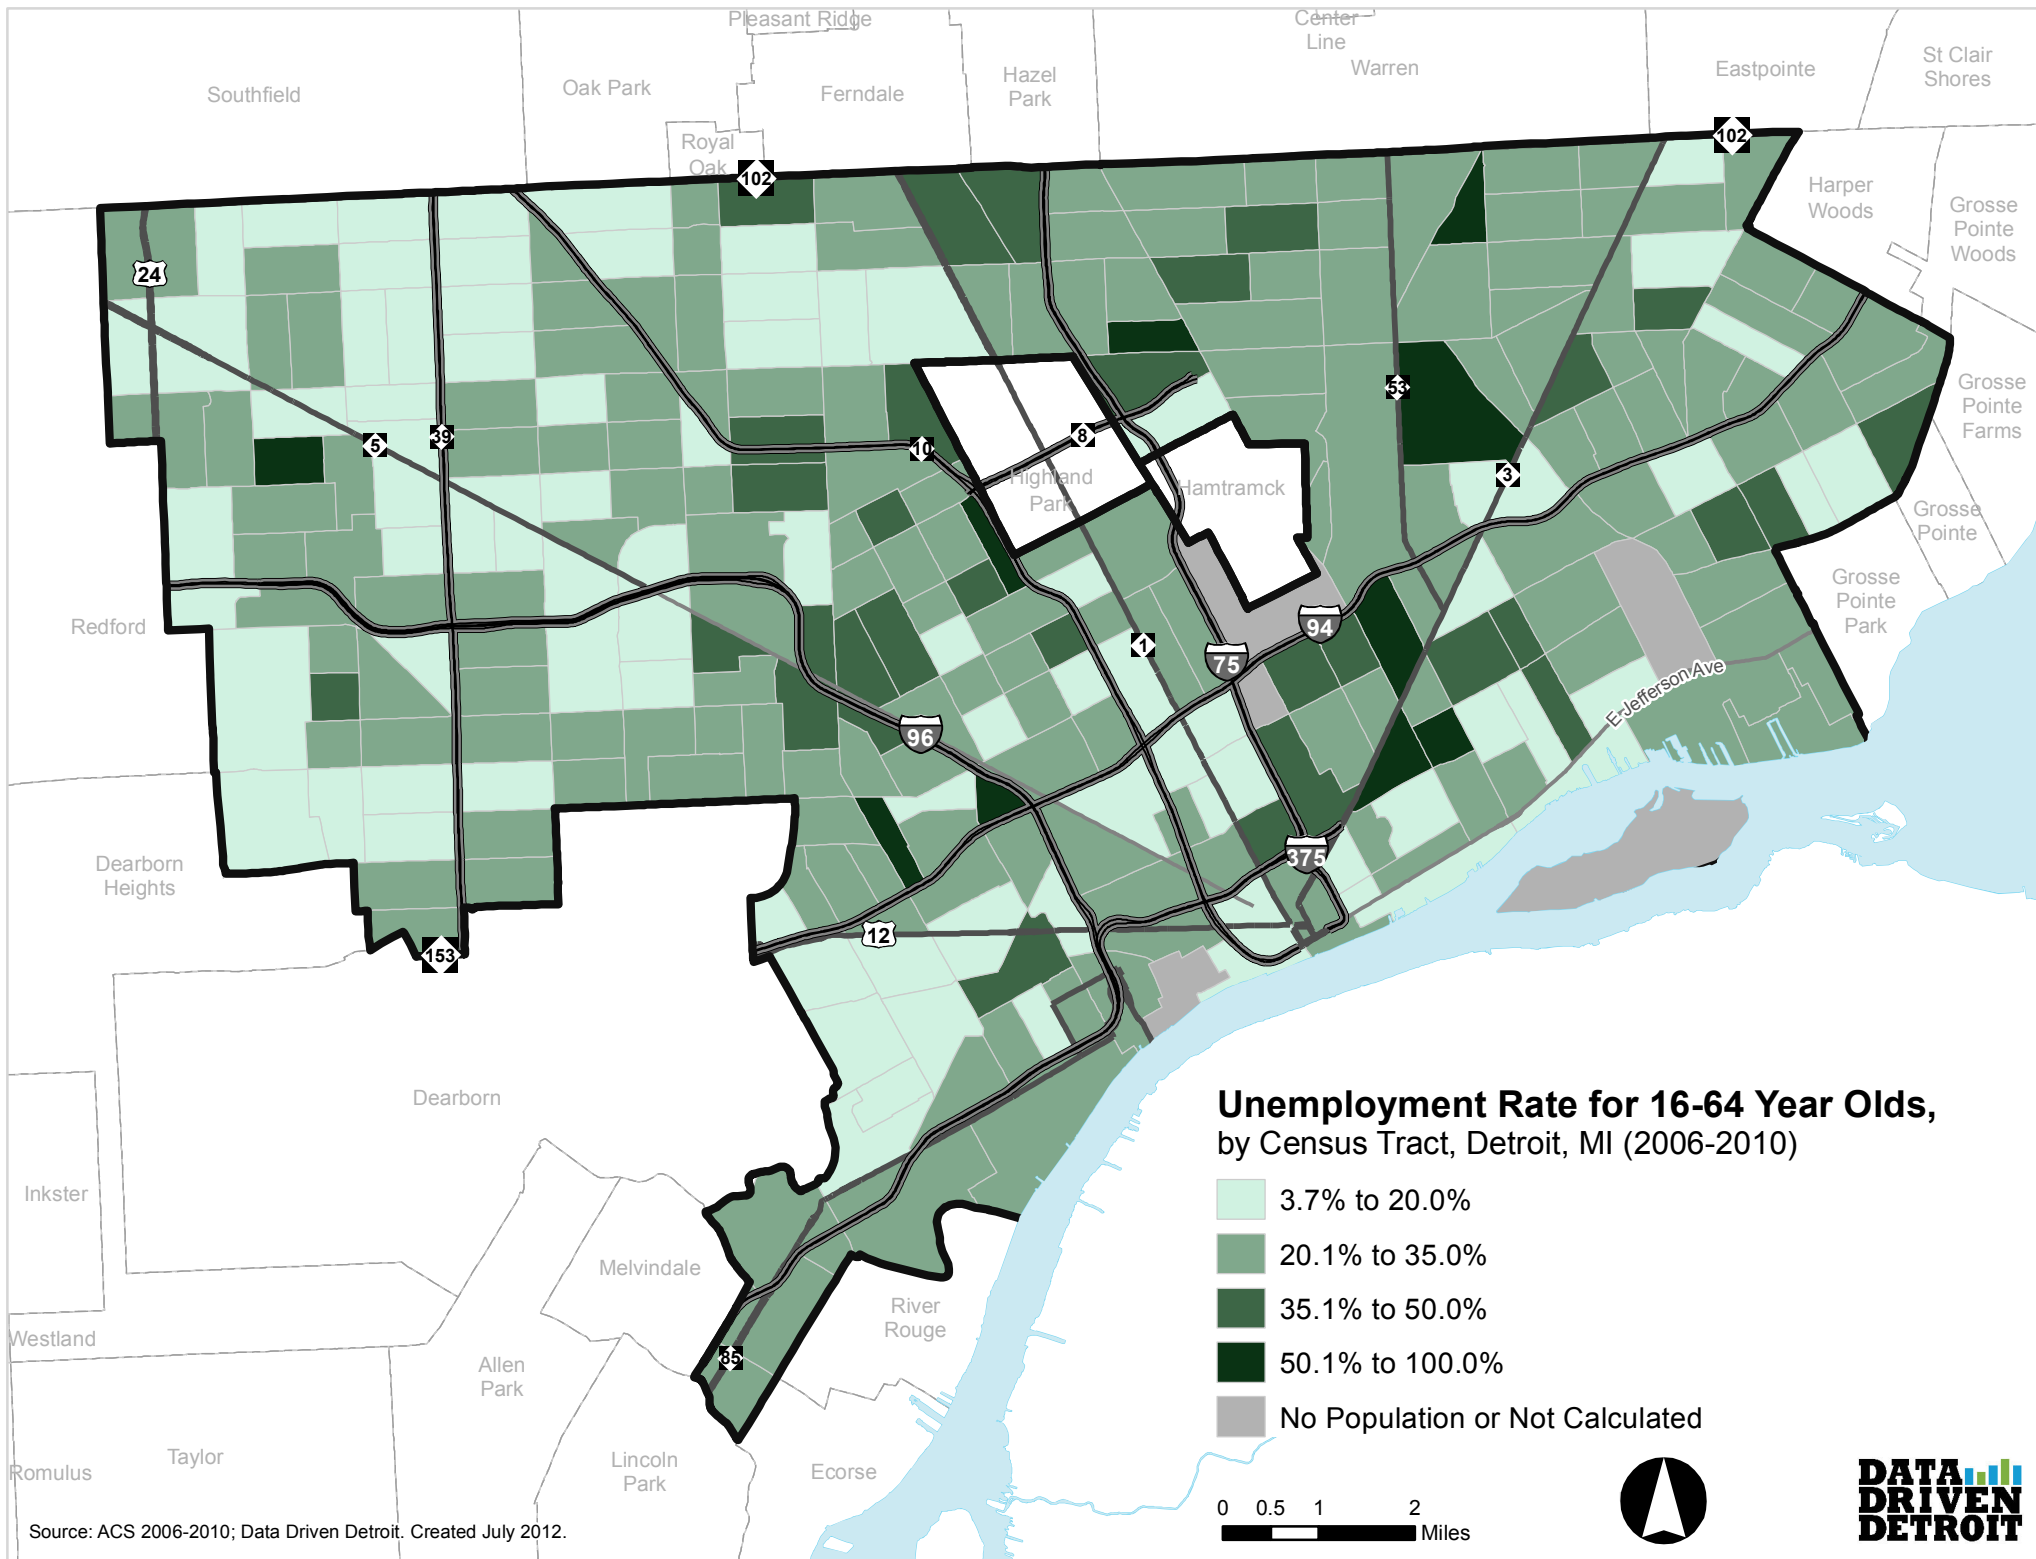 Pleasant Ridge
Center
Line
Southfield
Oak Park
Ferndale
Hazel
Park
Warren
Eastpointe
St Clair
Shores
Royal
Oak
102
102
Harper
Woods
Grosse
Pointe
Woods
24
5
39
10
8
53
3
Highland
Park
Hamtramck
Grosse
Pointe
Farms
Grosse
Pointe
Grosse
Pointe
Park
Redford
1
94
75
96
E Jefferson Ave
375
Dearborn
Heights
12
153
Dearborn
Inkster
Melvindale
River
Rouge
Westland
Allen
Park
85
Taylor
Romulus
Lincoln
Park
Ecorse
Unemployment Rate for 16-64 Year Olds,
by Census Tract, Detroit, MI (2006-2010)
3.7% to 20.0%
20.1% to 35.0%
35.1% to 50.0%
50.1% to 100.0%
No Population or Not Calculated
0 0.5 1 2
Miles
DATA
DRIVEN
DETROIT
Source: ACS 2006-2010; Data Driven Detroit. Created July 2012.